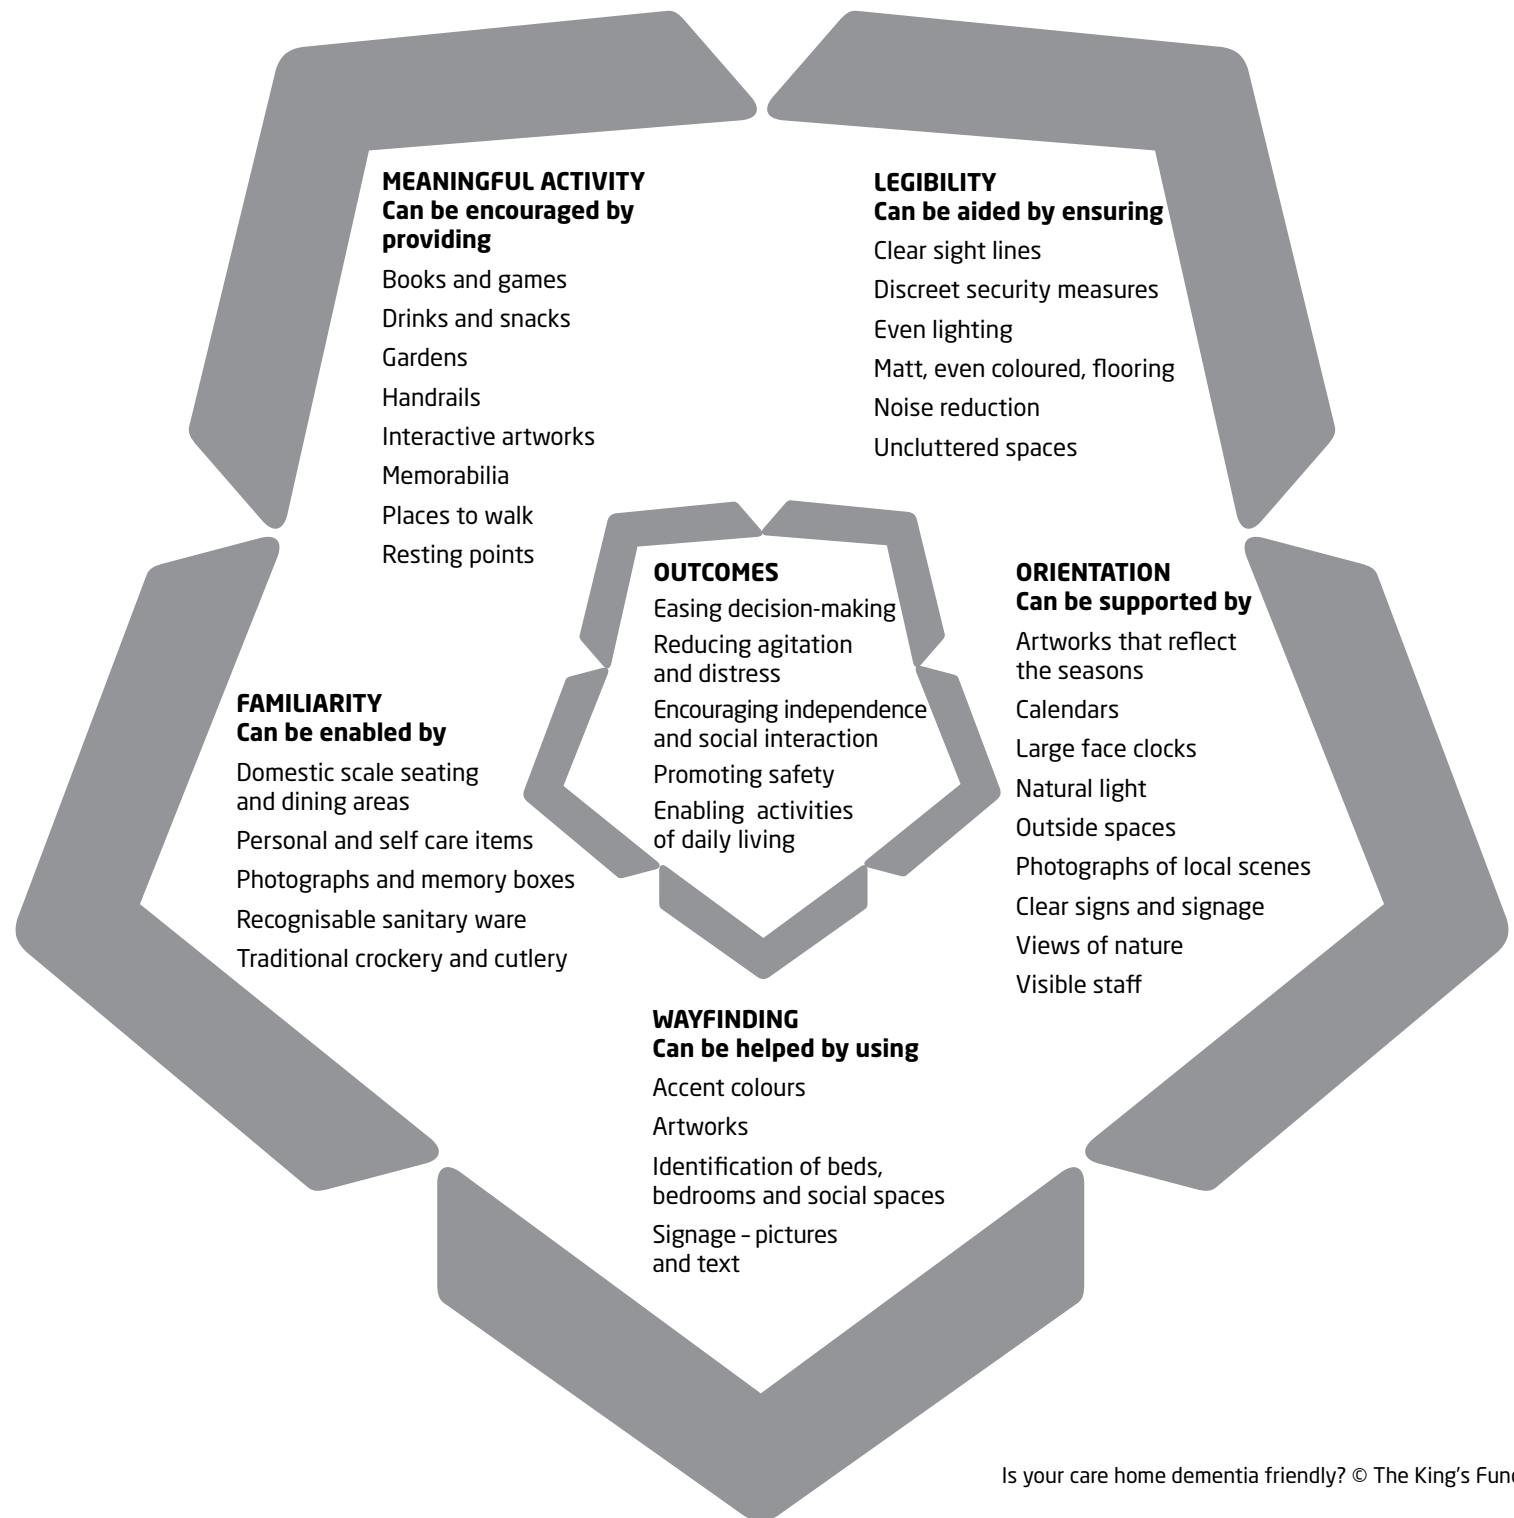 MEANINGFUL ACTIVITY
Can be encouraged by
providing
Books and games
Drinks and snacks
Gardens
Handrails
Interactive artworks
Memorabilia
Places to walk
Resting points
LEGIBILITY
Can be aided by ensuring
Clear sight lines
Discreet security measures
Even lighting
Matt, even coloured, flooring
Noise reduction
Uncluttered spaces
OUTCOMES
Easing decision-making
Reducing agitation
and distress
Encouraging independence
and social interaction
Promoting safety
Enabling activities
of daily living
ORIENTATION
Can be supported by
Artworks that reflect
the seasons
Calendars
Large face clocks
Natural light
Outside spaces
Photographs of local scenes
Clear signs and signage
Views of nature
Visible staff
FAMILIARITY
Can be enabled by
Domestic scale seating
and dining areas
Personal and self care items
Photographs and memory boxes
Recognisable sanitary ware
Traditional crockery and cutlery
WAYFINDING
Can be helped by using
Accent colours
Artworks
Identification of beds,
bedrooms and social spaces
Signage – pictures
and text
Is your care home dementia friendly? © The King's